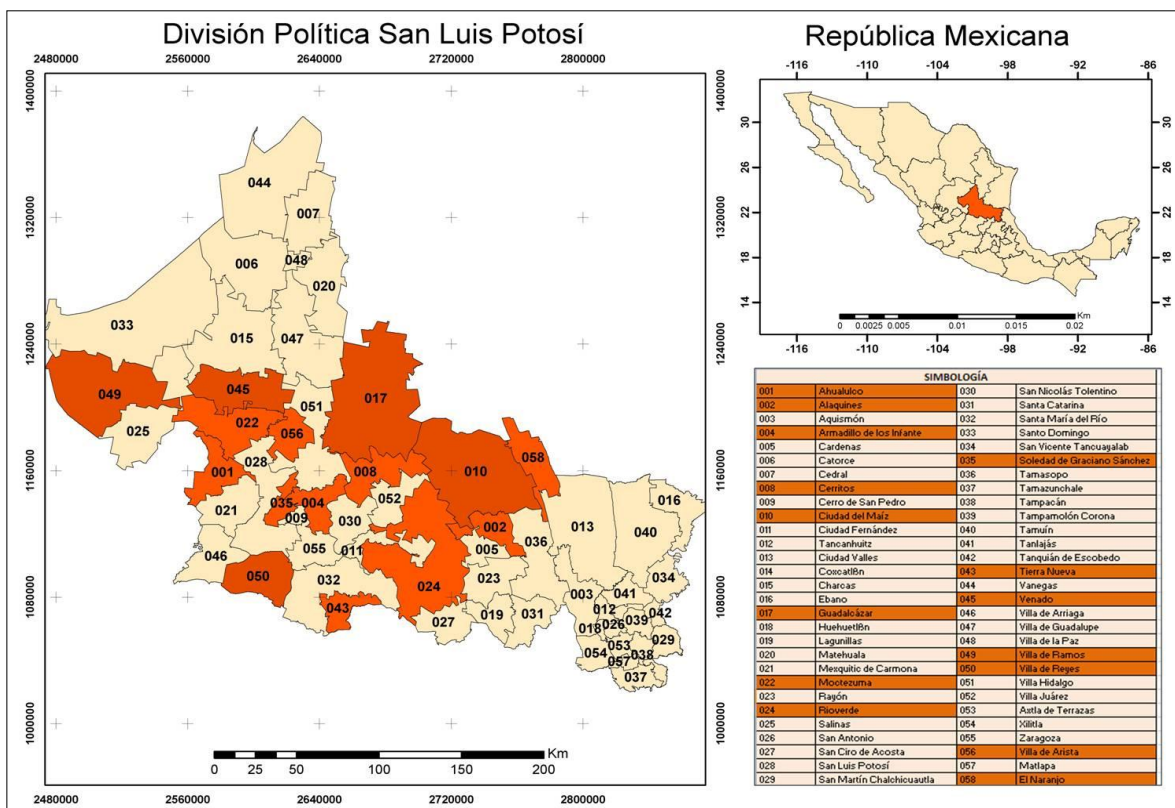 División Política San Luis Potosí
2480000 2560000 2640000 2720000 2800000
1400000
1320000
1240000
1160000
1080000
1000000
1400000
1320000
1240000
1160000
1080000
1000000
044
007
048
006
020
033
015
047
049
045
017
051
025
022
056
058
028
008
010
001
052
016
035
004
021
009
030
002
013
040
036
046
055
011
005
050
032
024
023
003
041
034
043
012
042
027
019
031
018
026
039
053
029
054
038
057
037
Km
0 25 50 100 150 200
2480000 2560000 2640000 2720000 2800000
República Mexicana
-116 -110 -104 -98 -92 -86
30
26
22
18
14
30
26
22
18
14
Km
0 0.0025 0.005 0.01 0.015 0.02
-116 -110 -104 -98 -92 -86
SIMBOLOGÍA
001 Ahualulco 030 San Nicolás Tolentino
002 Alaquines 031 Santa Catarina
003 Aquismón 032 Santa María del Río
004 Armadillo de los Infante 033 Santo Domingo
005 Cardenas 034 San Vicente Tancuayalab
006 Catorce 035 Soledad de Graciano Sánchez
007 Cedral 036 Tamasopo
008 Cerritos 037 Tamazunchale
009 Cerro de San Pedro 038 Tampacán
010 Ciudad del Maíz 039 Tampamolón Corona
011 Ciudad Fernández 040 Tamuín
012 Tancanhuitz 041 Tanlajás
013 Ciudad Valles 042 Tanquián de Escobedo
014 Coxcatlßn 043 Tierra Nueva
015 Charcas 044 Vanegas
016 Ebano 045 Venado
017 Guadalcázar 046 Villa de Arriaga
018 Huehuetlßn 047 Villa de Guadalupe
019 Lagunillas 048 Villa de la Paz
020 Matehuala 049 Villa de Ramos
021 Mexquitic de Carmona 050 Villa de Reyes
022 Moctezuma 051 Villa Hidalgo
023 Rayón 052 Villa Juárez
024 Rioverde 053 Axtla de Terrazas
025 Salinas 054 Xilitla
026 San Antonio 055 Zaragoza
027 San Ciro de Acosta 056 Villa de Arista
028 San Luis Potosí 057 Matlapa
029 San Martín Chalchicuautla 058 El Naranjo